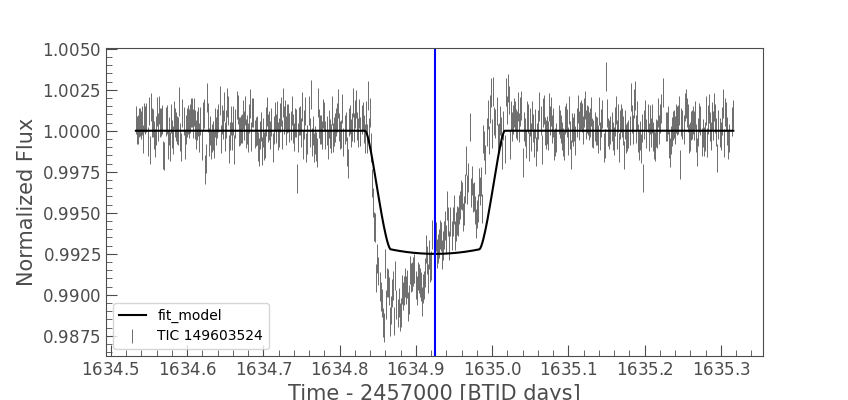 1.0050
1.0025
1.0000
0.9975
0.9950
0.9925
0.9900
0.9875
Normalized Flux
fit_model
TIC 149603524
1634.5 1634.6 1634.7 1634.8 1634.9 1635.0 1635.1 1635.2 1635.3
Time - 2457000 [BTJD days]